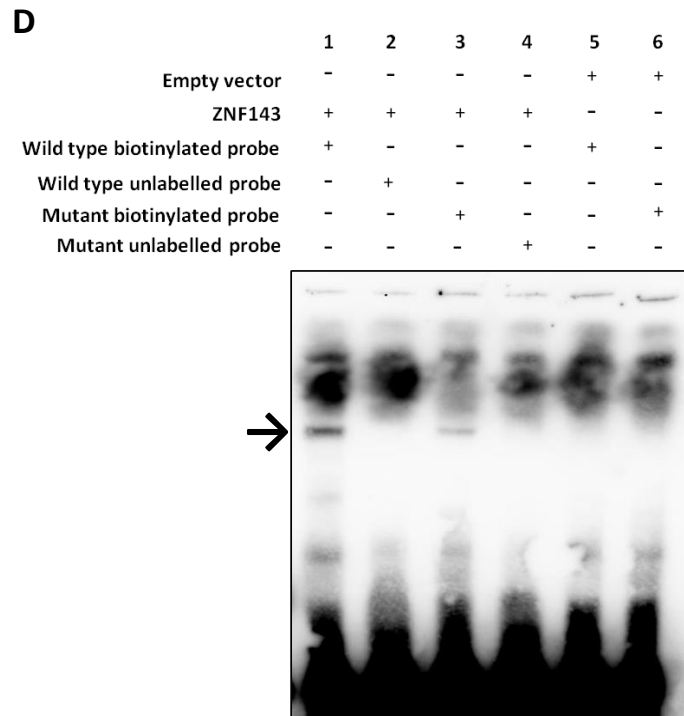 D
1 2 3 4 5 6
Empty vector - - - - + +
ZNF143 + + + + - -
Wild type biotinylated probe + - - - + -
Wild type unlabelled probe - + - - - -
Mutant biotinylated probe - - + - - +
Mutant unlabelled probe - - - + - -